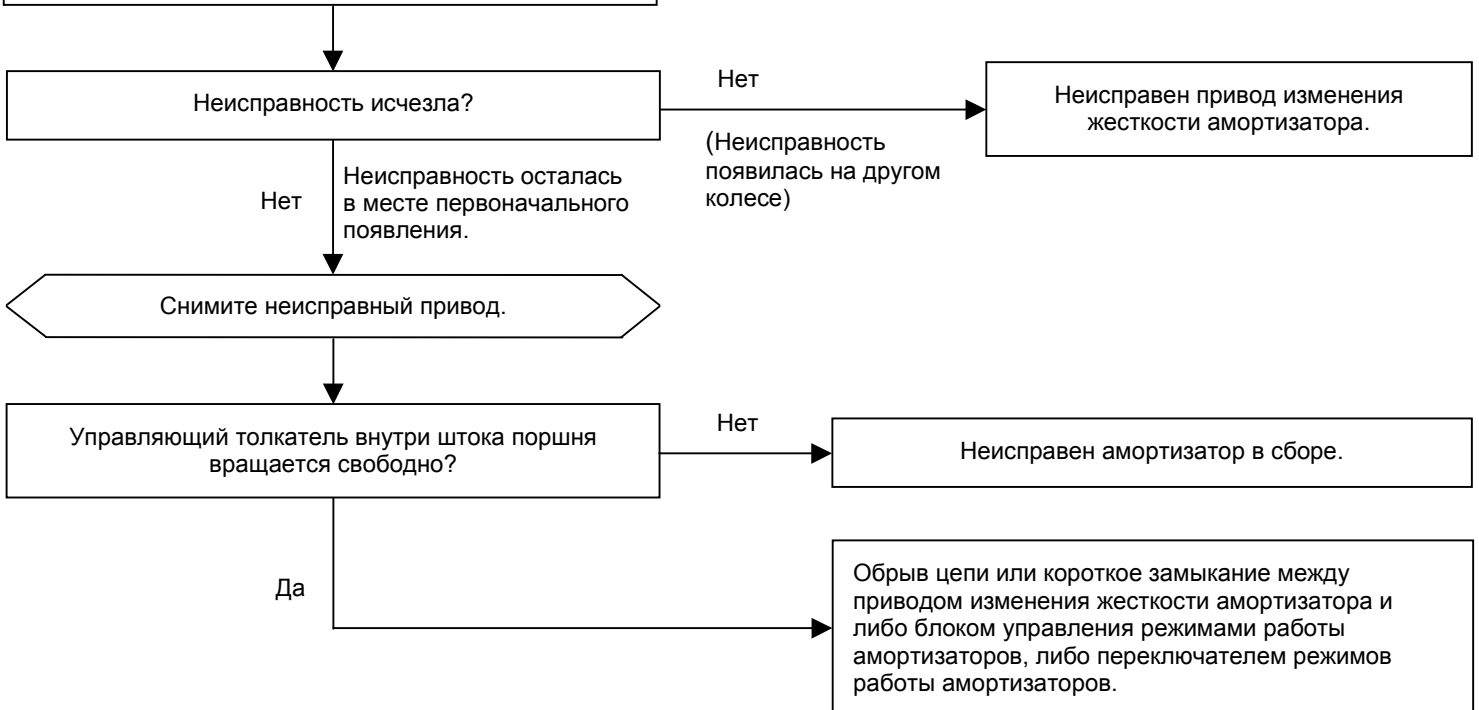 Неисправность исчезла?
Нет
(Неисправность
появилась на другом
колесе)
Неисправен привод изменения
жесткости амортизатора.
Нет
Неисправность осталась
в месте первоначального
появления.
Снимите неисправный привод.
Управляющий толкатель внутри штока поршня
вращается свободно?
Нет
Неисправен амортизатор в сборе.
Да
Обрыв цепи или короткое замыкание между
приводом изменения жесткости амортизатора и
либо блоком управления режимами работы
амортизаторов, либо переключателем режимов
работы амортизаторов.